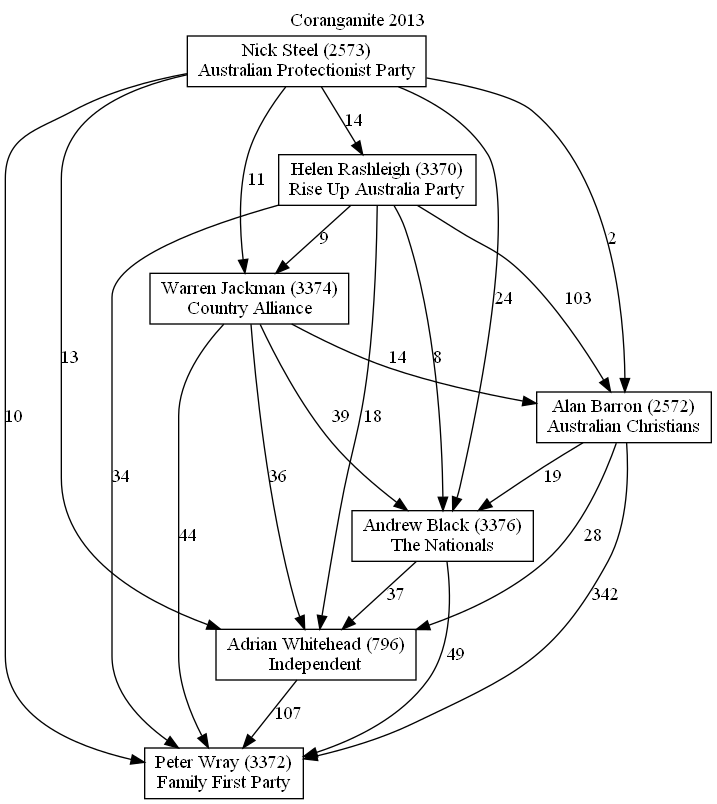 Corangamite 2013
Nick Steel (2573)
Australian Protectionist Party
14
Helen Rashleigh (3370)
Rise Up Australia Party
11
9
2
Warren Jackman (3374)
Country Alliance
24
103
13
14
8
Alan Barron (2572)
Australian Christians
10
39
18
34
36
19
44
Andrew Black (3376)
The Nationals
28
37
342
Adrian Whitehead (796)
Independent
49
107
Peter Wray (3372)
Family First Party